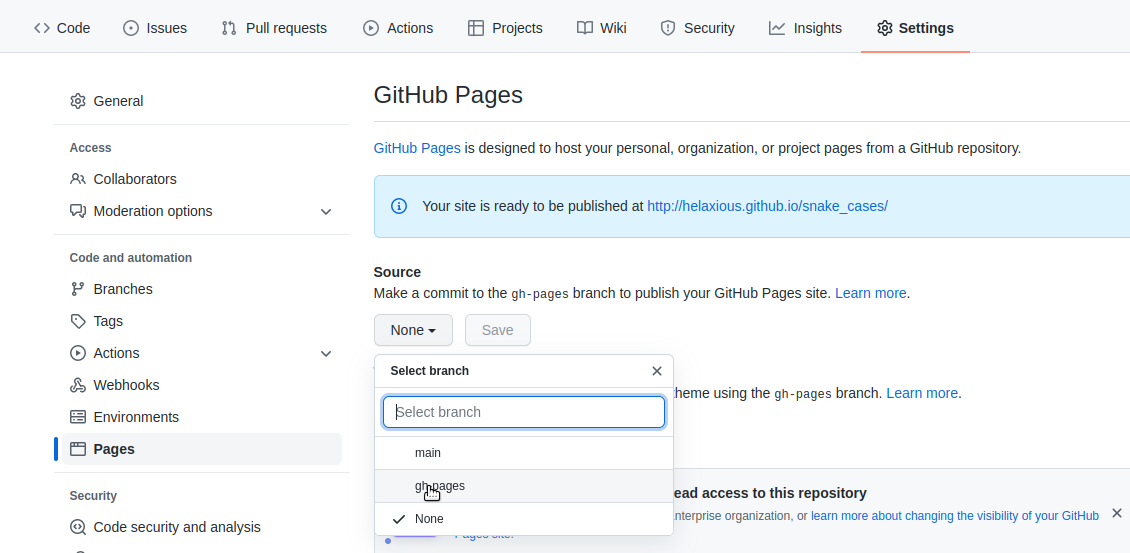 Code Issues Pull requests Actions Projects Wiki Security Insights Settings
General
Access
Collaborators
Moderation options
Code and automation
Branches
Tags
Actions
Webhooks
Environments
Pages
Security
Code security and analysis
GitHub Pages
GitHub Pages is designed to host your personal, organization, or project pages from a GitHub repository.
Your site is ready to be published at http://helaxious.github.io/snake_cases/
Source
Make a commit to the gh-pages branch to publish your GitHub Pages site. Learn more.
None Save
Select branch
theme using the gh-pages branch. Learn more.
Select branch
main
gh-pages
None
ead access to this repository
nterprise organization, or learn more about changing the visibility of your GitHub
Pages site.